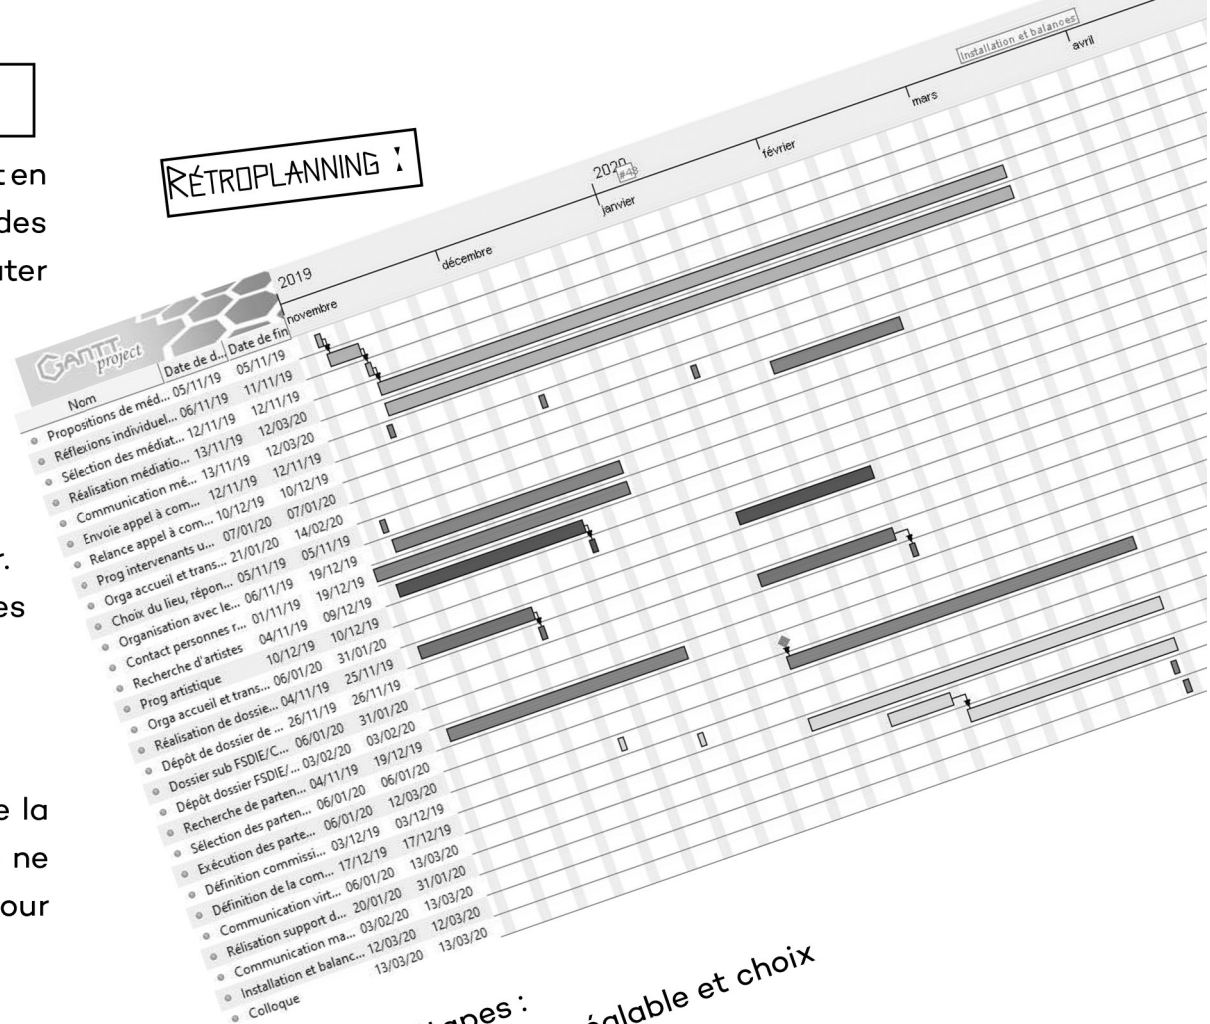 t en
des
uter
r.
es
e la
ne
our
RÉTROPLANNING :
Installation et balances
2019
2020
#48
novembre
décembre
janvier
février
mars
avril
GANTT project
Nom Date de d... Date de fin
Propositions de méd... 05/11/19 05/11/19
Réflexions individuel... 06/11/19 11/11/19
Sélection des médiat... 12/11/19 12/11/19
Réalisation médiatio... 13/11/19 12/03/20
Communication mé... 13/11/19 12/03/20
Envoie appel à com... 12/11/19 12/11/19
Relance appel à com... 10/12/19 10/12/19
Prog intervenants u... 07/01/20 07/01/20
Orga accueil et trans... 21/01/20 14/02/20
Choix du lieu, répon... 05/11/19 05/11/19
Organisation avec le... 06/11/19 19/12/19
Contact personnes r... 01/11/19 19/12/19
Recherche d'artistes 04/11/19 09/12/19
Prog artistique 10/12/19 10/12/19
Orga accueil et trans... 06/01/20 31/01/20
Réalisation de dossie... 04/11/19 25/11/19
Dépôt de dossier de ... 26/11/19 26/11/19
Dossier sub FSDIE/C... 06/01/20 31/01/20
Dépôt dossier FSDIE/... 03/02/20 03/02/20
Recherche de parten... 04/11/19 19/12/19
Sélection des parten... 06/01/20 06/01/20
Exécution des parte... 06/01/20 12/03/20
Définition commissi... 03/12/19 03/12/19
Définition de la com... 17/12/19 17/12/19
Communication virt... 06/01/20 13/03/20
Rélisation support d... 20/01/20 31/01/20
Communication ma... 03/02/20 13/03/20
Installation et balanc... 12/03/20 12/03/20
Colloque 13/03/20 13/03/20
apes :
églable et choix